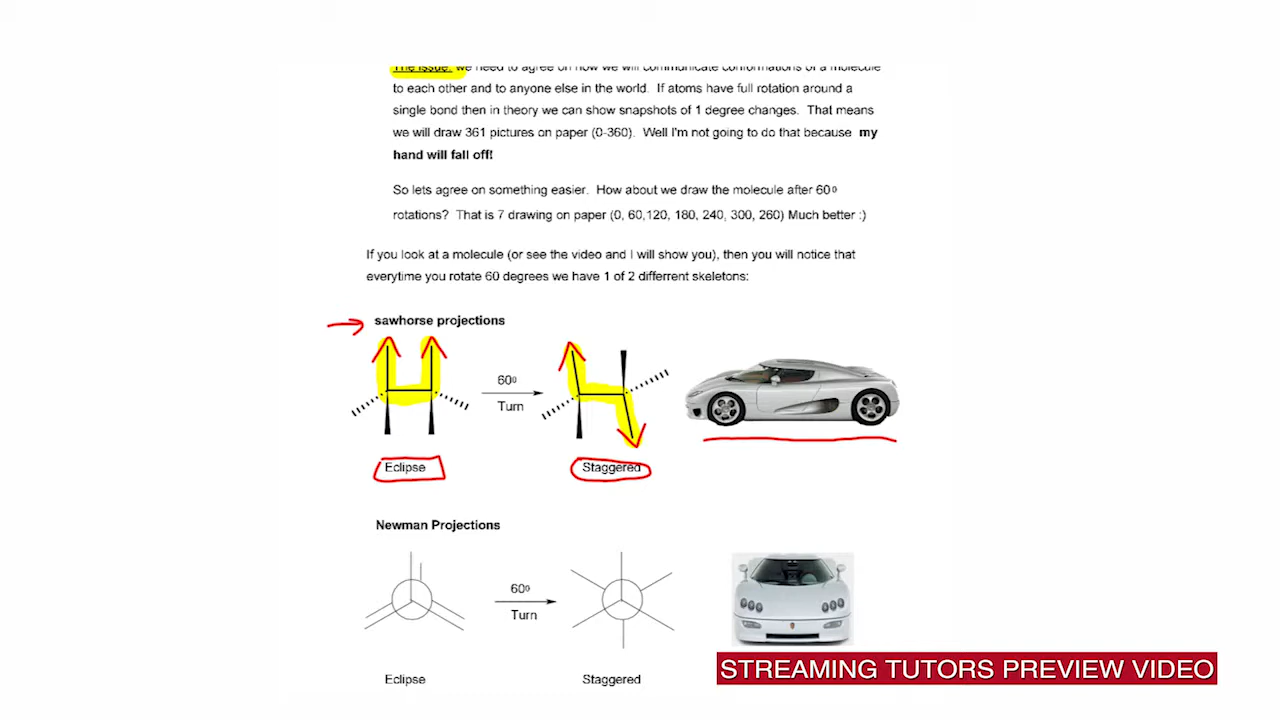 The issue: we need to agree on how we will communicate conformations of a molecule
to each other and to anyone else in the world. If atoms have full rotation around a
single bond then in theory we can show snapshots of 1 degree changes. That means
we will draw 361 pictures on paper (0-360). Well I'm not going to do that because my
hand will fall off!
So lets agree on something easier. How about we draw the molecule after 60⁰
rotations? That is 7 drawing on paper (0, 60,120, 180, 240, 300, 260) Much better :)
If you look at a molecule (or see the video and I will show you), then you will notice that
everytime you rotate 60 degrees we have 1 of 2 diferrent skeletons:
sawhorse projections
60⁰
Turn
Eclipse
Staggered
Newman Projections
60⁰
Turn
Eclipse
Staggered
STREAMING TUTORS PREVIEW VIDEO